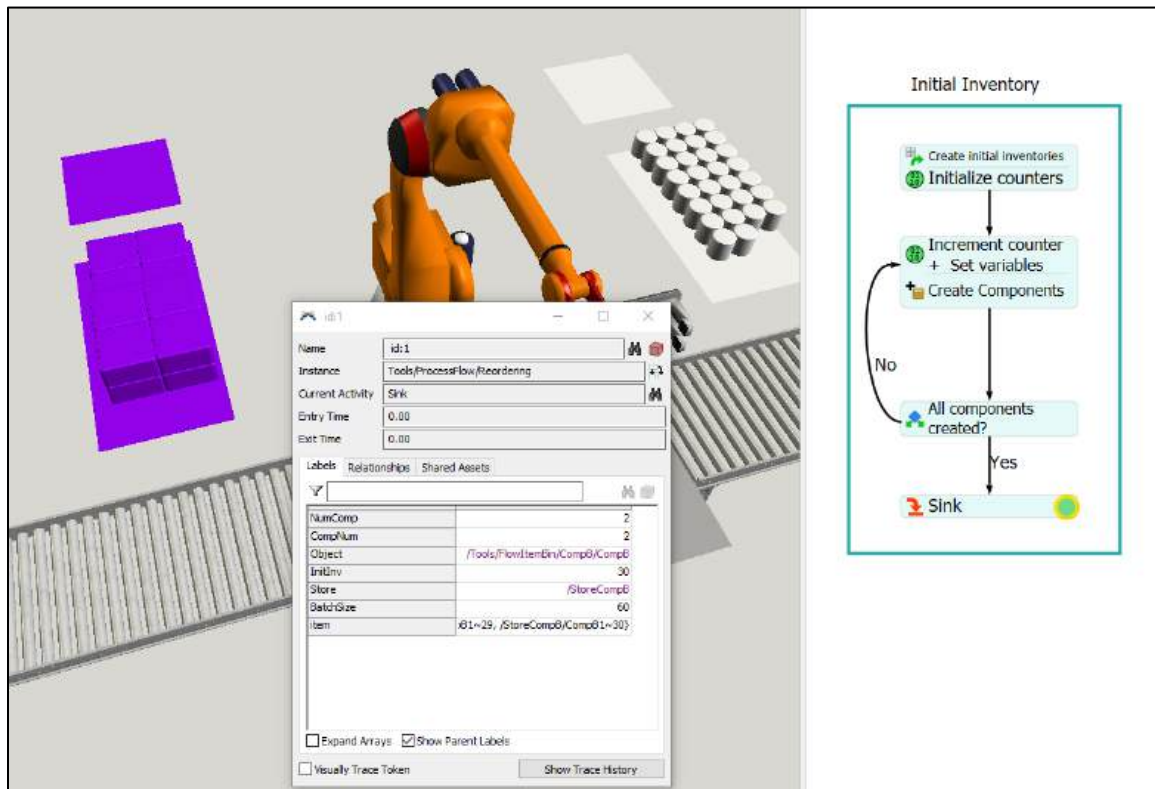 Initial Inventory
Create initial inventories
Initialize counters
Increment counter
+ Set variables
Create Components
No
All components
created?
Yes
Sink
id:1
Name id:1
Instance Tools/ProcessFlow/Reordering
Current Activity Sink
Entry Time 0.00
Exit Time 0.00
Labels Relationships Shared Assets
NumComp 2
CompNum 2
Object /Tools/FlowItemBin/CompB/CompB
InitInv 30
Store /StoreCompB
BatchSize 60
item :B1~29, /StoreCompB/CompB1~30}
Expand Arrays Show Parent Labels
Visually Trace Token Show Trace History